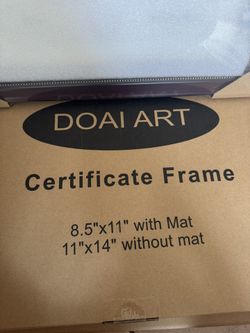 DOAI ART
Certificate Frame
8.5"x11" with Mat
11"x14" without mat